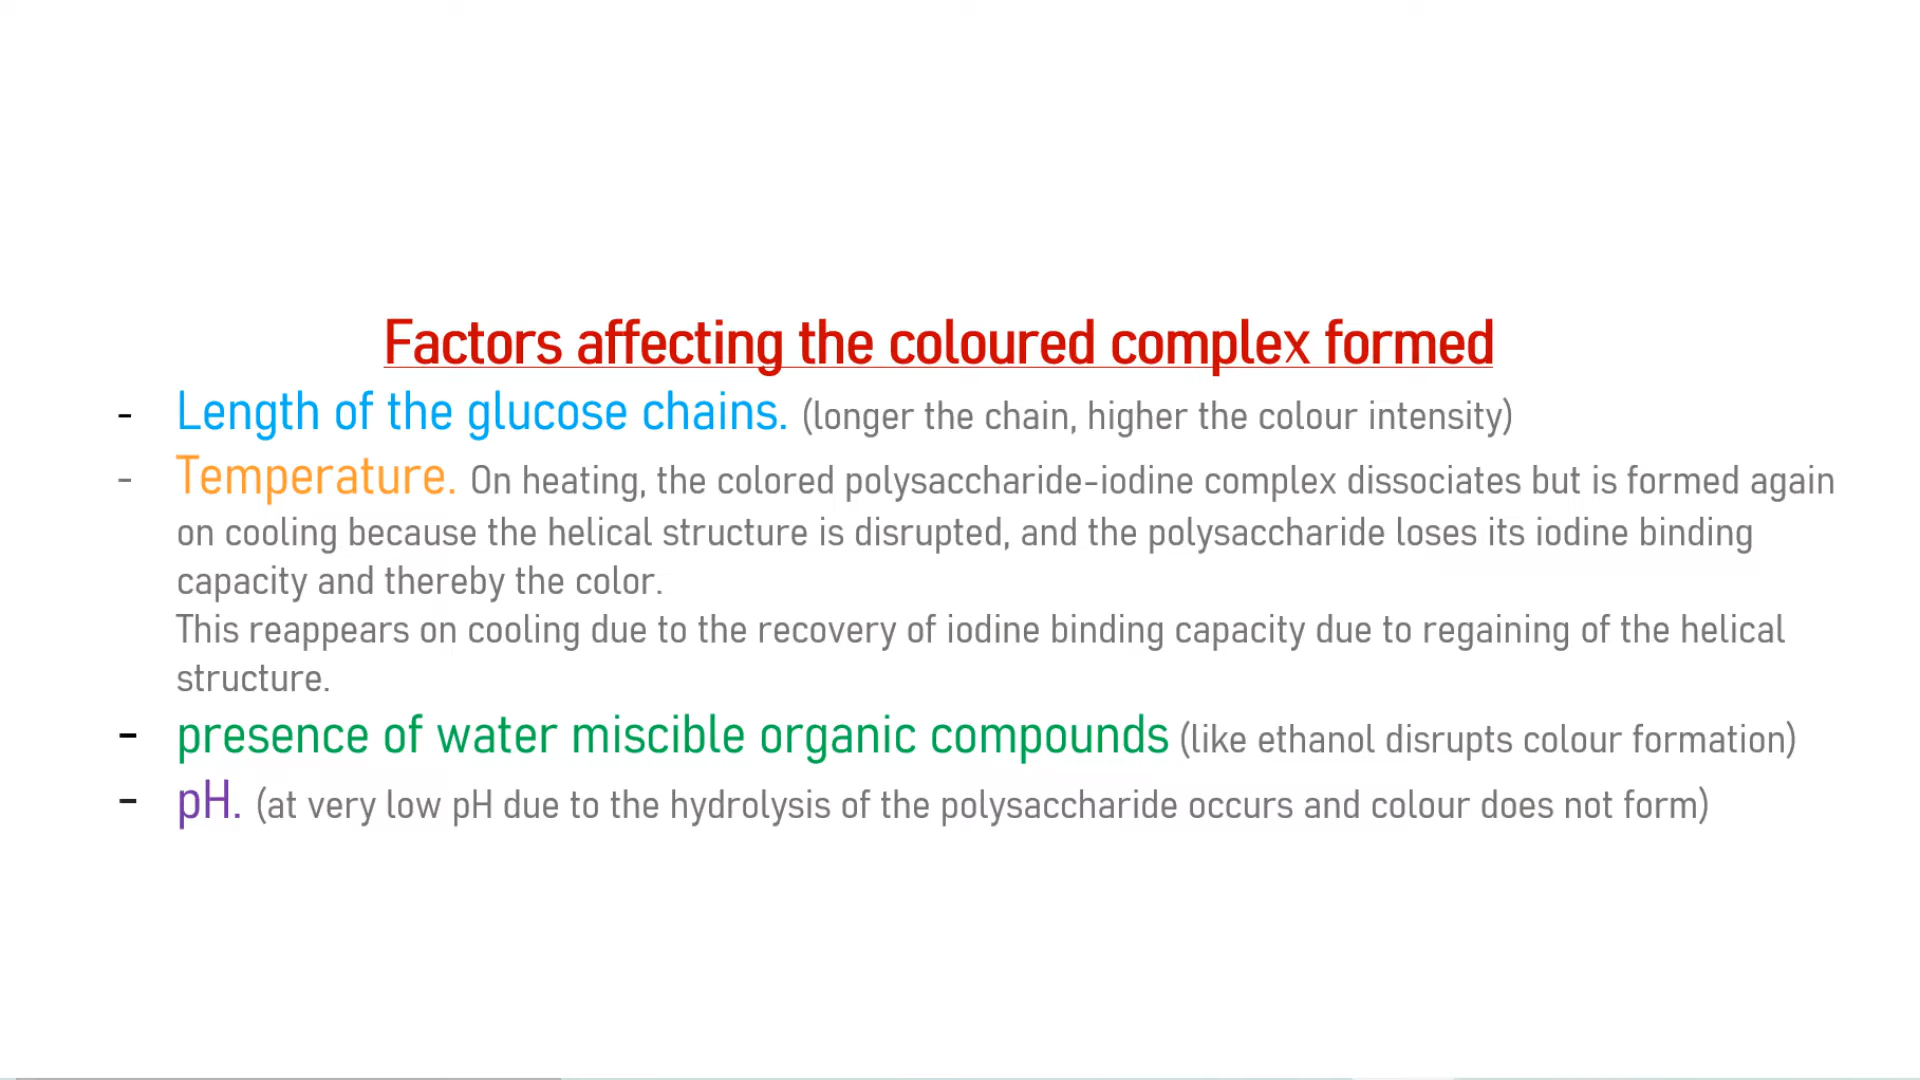 Factors affecting the coloured complex formed
- Length of the glucose chains. (longer the chain, higher the colour intensity)
- Temperature. On heating, the colored polysaccharide-iodine complex dissociates but is formed again
on cooling because the helical structure is disrupted, and the polysaccharide loses its iodine binding
capacity and thereby the color.
This reappears on cooling due to the recovery of iodine binding capacity due to regaining of the helical
structure.
- presence of water miscible organic compounds (like ethanol disrupts colour formation)
- pH. (at very low pH due to the hydrolysis of the polysaccharide occurs and colour does not form)